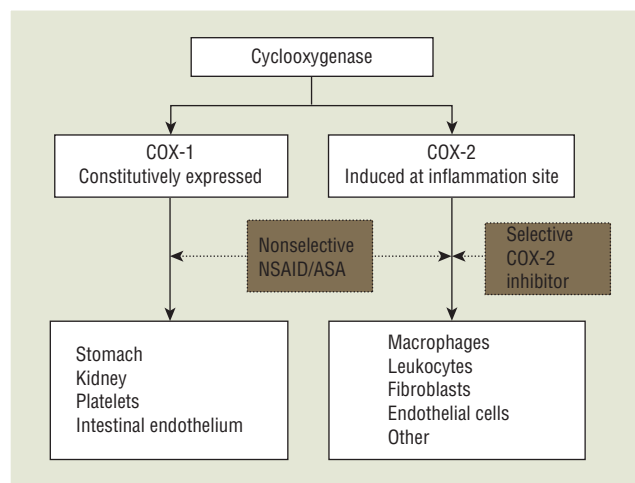 Cyclooxygenase
COX-1
Constitutively expressed
COX-2
Induced at inflammation site
Nonselective
NSAID/ASA
Selective
COX-2
inhibitor
Stomach
Kidney
Platelets
Intestinal endothelium
Macrophages
Leukocytes
Fibroblasts
Endothelial cells
Other